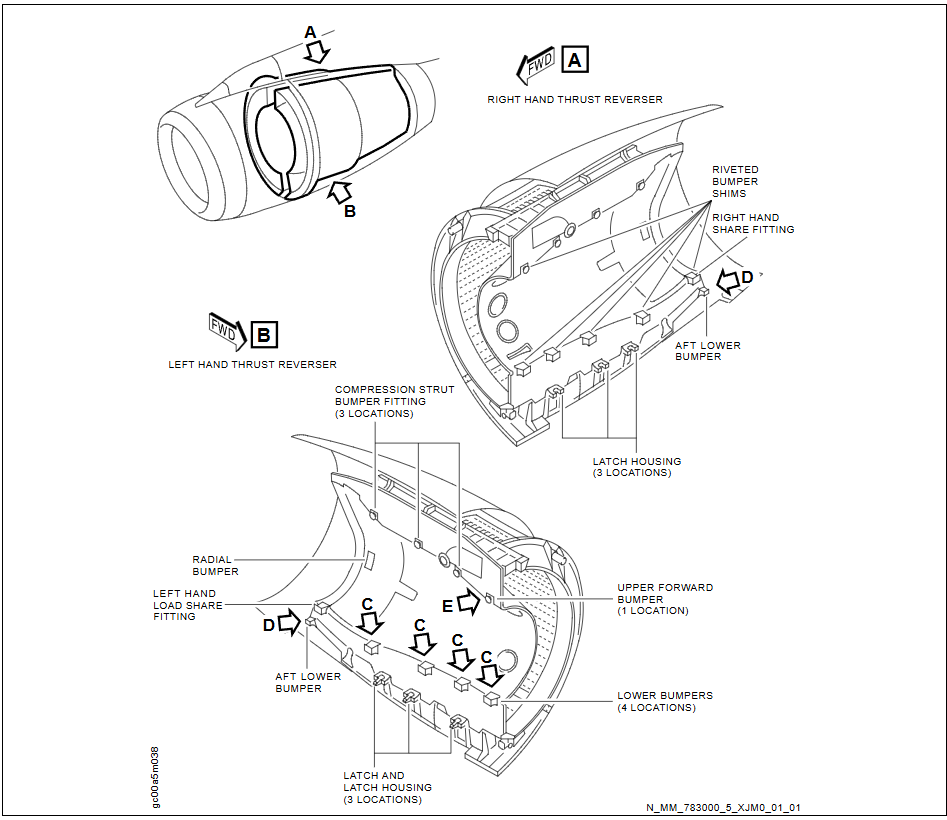 A
B
FWD
A
RIGHT HAND THRUST REVERSER
RIVETED
BUMPER
SHIMS
RIGHT HAND
SHARE FITTING
D
AFT LOWER
BUMPER
LATCH HOUSING
(3 LOCATIONS)
FWD
B
LEFT HAND THRUST REVERSER
COMPRESSION STRUT
BUMPER FITTING
(3 LOCATIONS)
RADIAL
BUMPER
LEFT HAND
LOAD SHARE
FITTING
D
C
C
C
C
E
UPPER FORWARD
BUMPER
(1 LOCATION)
AFT LOWER
BUMPER
LOWER BUMPERS
(4 LOCATIONS)
LATCH AND
LATCH HOUSING
(3 LOCATIONS)
gc00a5m038
N_MM_783000_5_XJM0_01_01